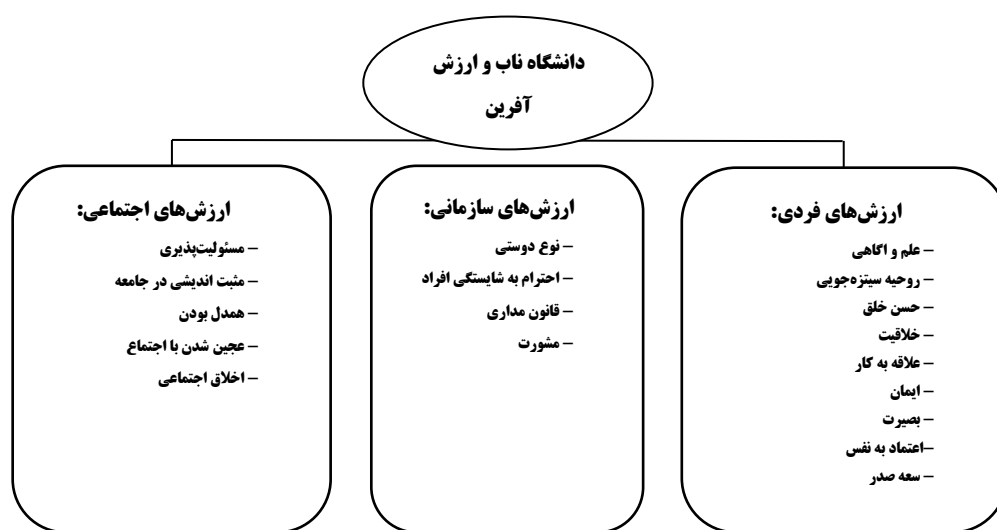 دانشگاه ناب و ارزش
آفرین
ارزش‌های فردی:
– علم و اگاهی
– روحیه سیتزه‌جویی
– حسن خلق
– خلاقیت
– علاقه به کار
– ایمان
– بصیرت
–اعتماد به نفس
– سعه صدر
ارزش‌های سازمانی:
– نوع دوستی
– احترام به شایستگی افراد
– قانون مداری
– مشورت
ارزش‌های اجتماعی:
– مسئولیت‌پذیری
– مثبت اندیشی در جامعه
– همدل بودن
– عجین شدن با اجتماع
– اخلاق اجتماعی